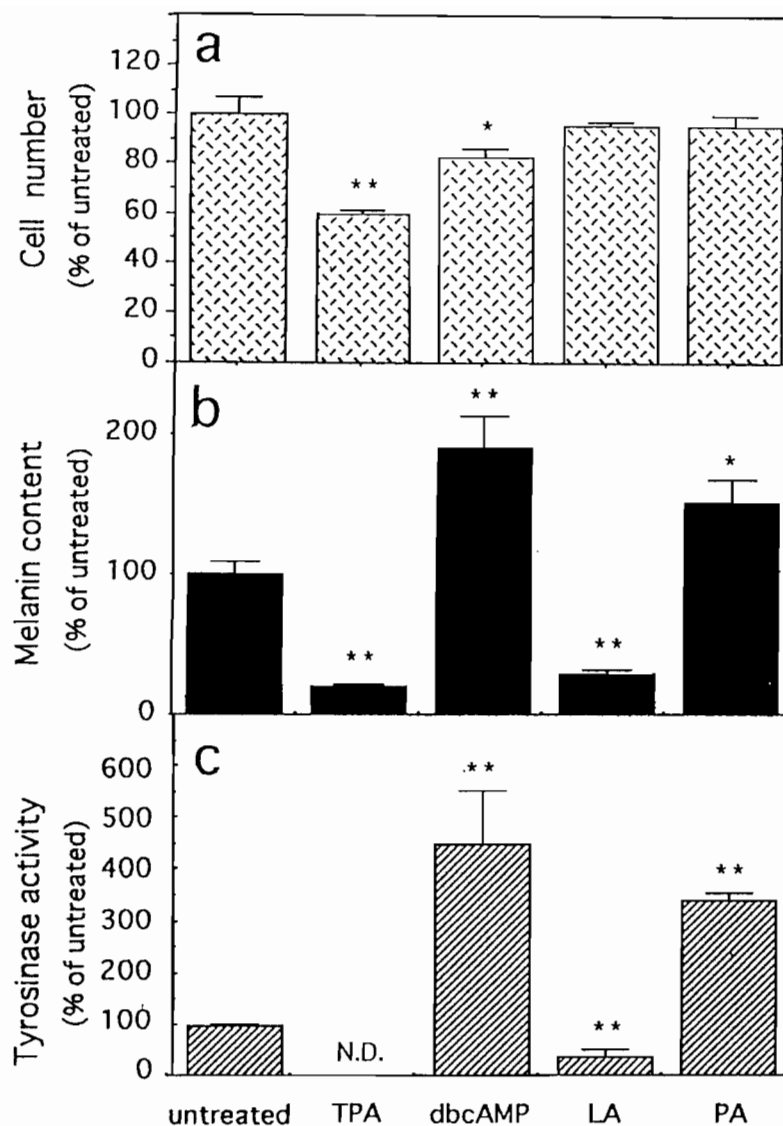 a
Cell number
(% of untreated)
120
100
80
60
40
20
0
**
*
b
Melanin content
(% of untreated)
200
100
0
**
**
**
*
c
Tyrosinase activity
(% of untreated)
600
500
400
300
200
100
0
N.D.
**
**
**
untreated TPA dbcAMP LA PA